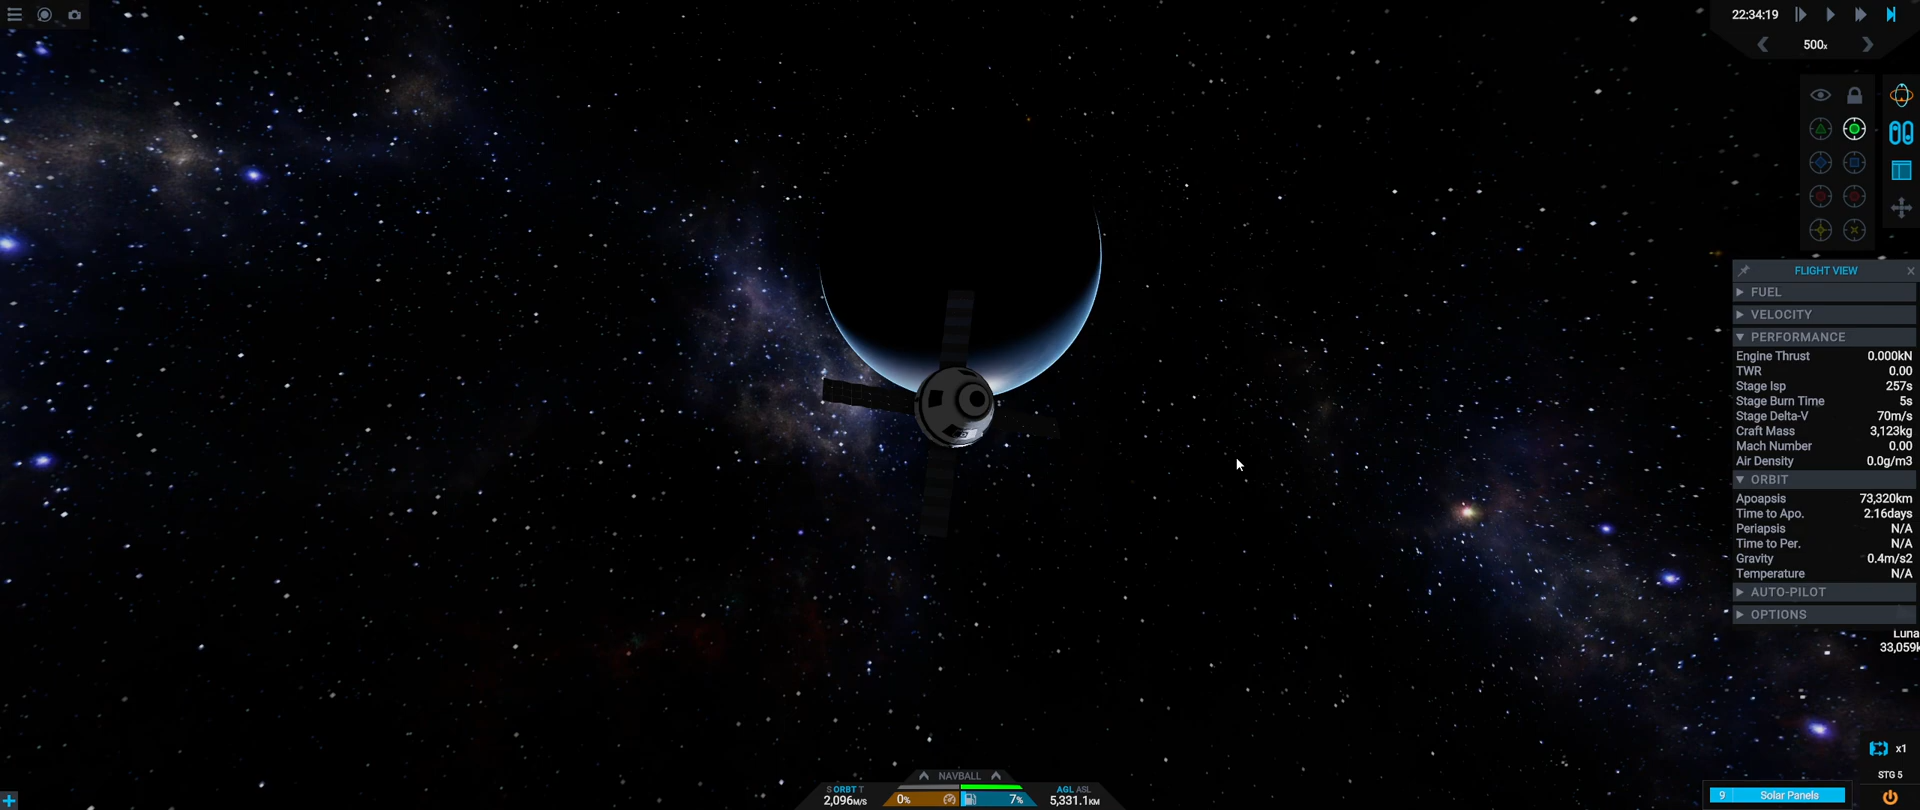 22:34:19
500x
FLIGHT VIEW
FUEL
VELOCITY
PERFORMANCE
Engine Thrust 0.000kN
TWR 0.00
Stage Isp 257s
Stage Burn Time 5s
Stage Delta-V 70m/s
Craft Mass 3,123kg
Mach Number 0.00
Air Density 0.0g/m3
ORBIT
Apoapsis 73,320km
Time to Apo. 2.16days
Periapsis N/A
Time to Per. N/A
Gravity 0.4m/s2
Temperature N/A
AUTO-PILOT
OPTIONS
Luna
33,059k
x1
STG 5
9 Solar Panels
NAVBALL
S ORBT T
2,096M/S
0%
7%
AGL ASL
5,331.1KM